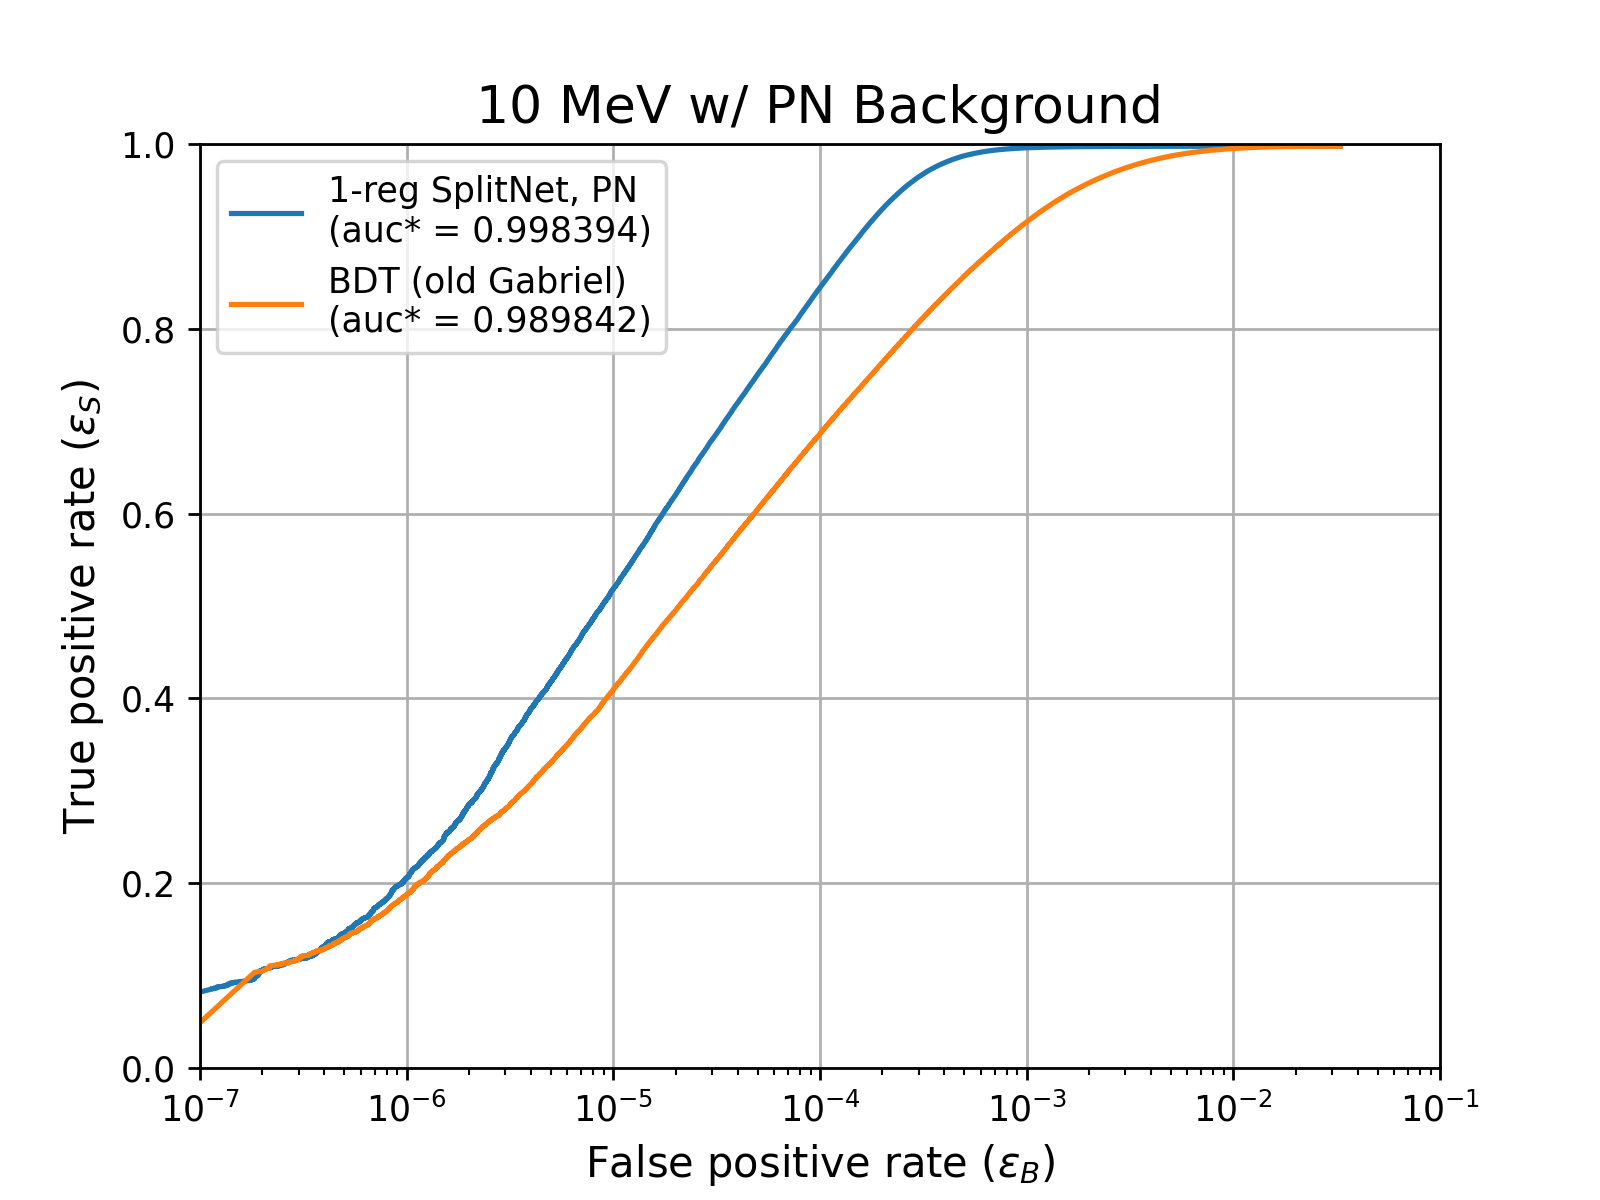 10 MeV w/ PN Background
1-reg SplitNet, PN
(auc* = 0.998394)
BDT (old Gabriel)
(auc* = 0.989842)
True positive rate (ε_S)
1.0
0.8
0.6
0.4
0.2
0.0
10⁻⁷ 10⁻⁶ 10⁻⁵ 10⁻⁴ 10⁻³ 10⁻² 10⁻¹
False positive rate (ε_B)